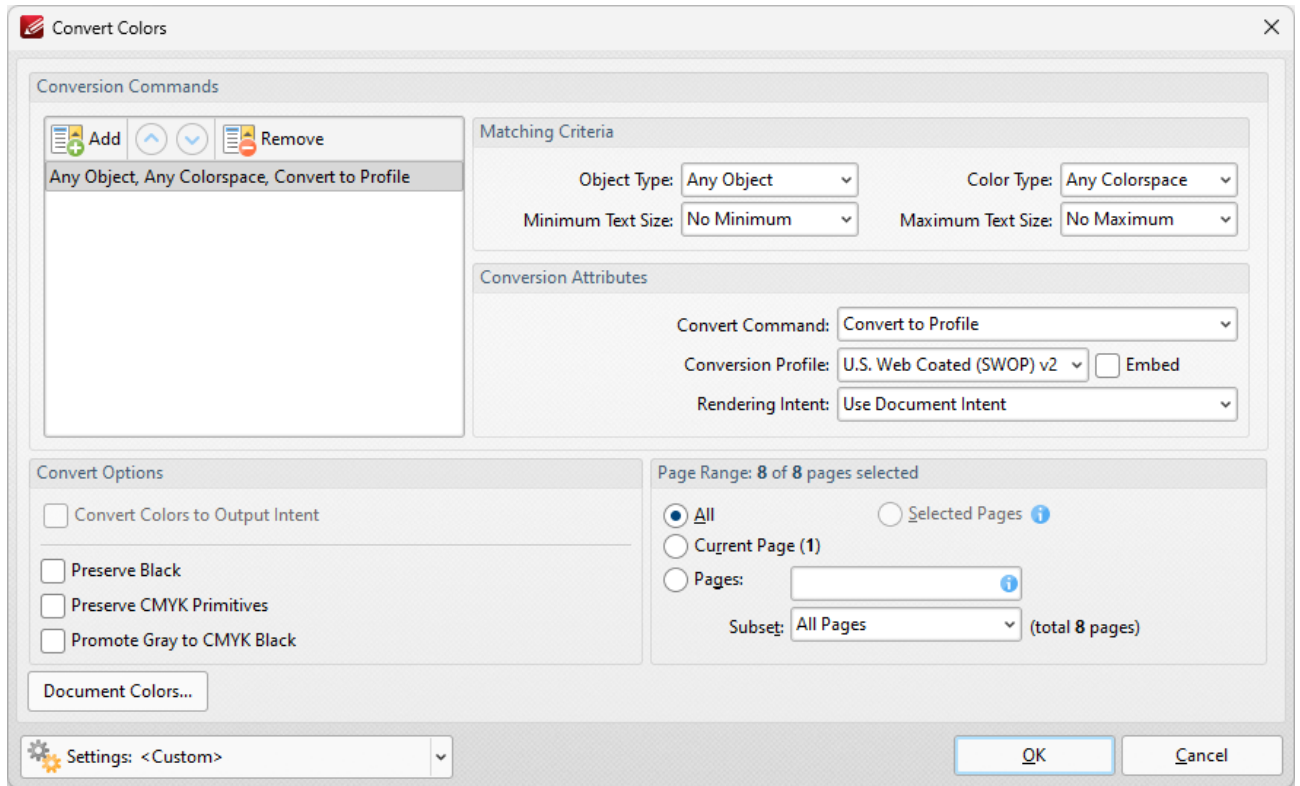 Convert Colors
Conversion Commands
Add Remove
Any Object, Any Colorspace, Convert to Profile
Matching Criteria
Object Type: Any Object Color Type: Any Colorspace
Minimum Text Size: No Minimum Maximum Text Size: No Maximum
Conversion Attributes
Convert Command: Convert to Profile
Conversion Profile: U.S. Web Coated (SWOP) v2 Embed
Rendering Intent: Use Document Intent
Convert Options
Convert Colors to Output Intent
Preserve Black
Preserve CMYK Primitives
Promote Gray to CMYK Black
Page Range: 8 of 8 pages selected
All Selected Pages
Current Page (1)
Pages:
Subset: All Pages (total 8 pages)
Document Colors...
Settings: <Custom> OK Cancel